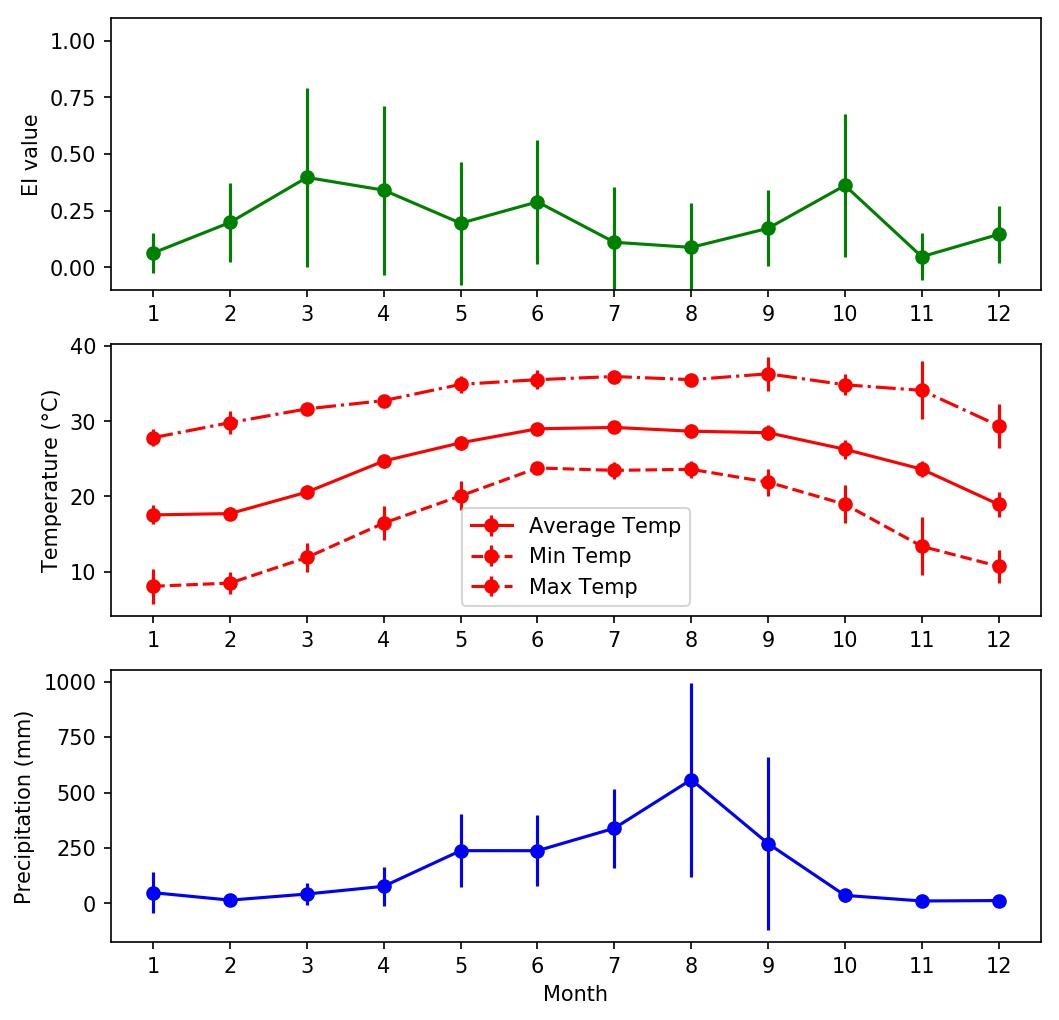 1.00
0.75
0.50
0.25
0.00
EI value
1 2 3 4 5 6 7 8 9 10 11 12
40
30
20
10
Temperature (°C)
Average Temp
Min Temp
Max Temp
1 2 3 4 5 6 7 8 9 10 11 12
1000
750
500
250
0
Precipitation (mm)
1 2 3 4 5 6 7 8 9 10 11 12
Month